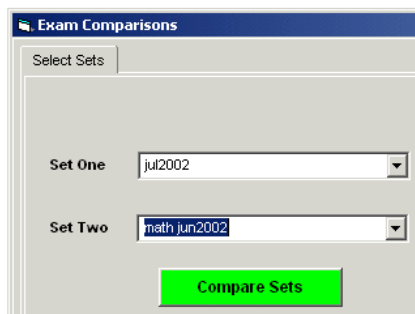 Exam Comparisons
Select Sets
Set One jul2002
Set Two math jun2002
Compare Sets